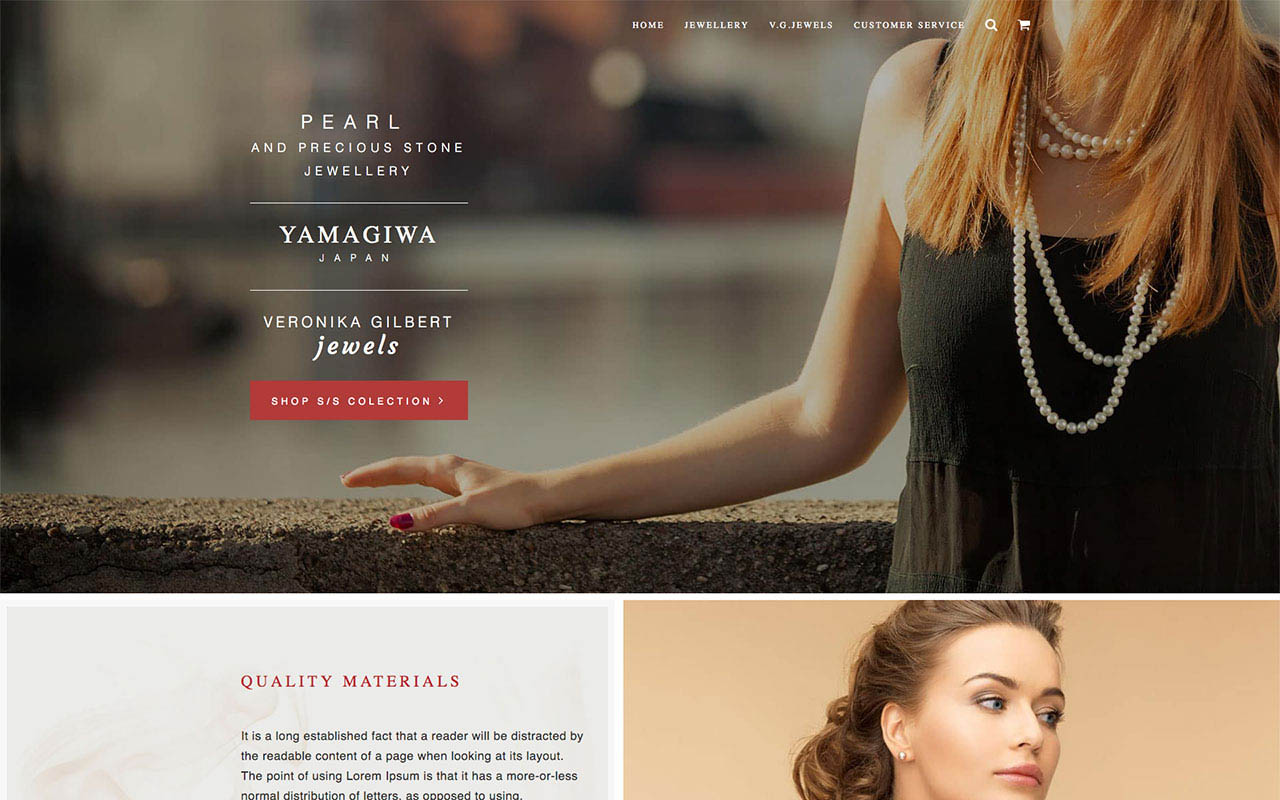 HOME JEWELLERY V.G.JEWELS CUSTOMER SERVICE
PEARL
AND PRECIOUS STONE
JEWELLERY
YAMAGIWA
JAPAN
VERONIKA GILBERT
jewels
SHOP S/S COLECTION >
QUALITY MATERIALS
It is a long established fact that a reader will be distracted by
the readable content of a page when looking at its layout.
The point of using Lorem Ipsum is that it has a more-or-less
normal distribution of letters, as opposed to using.